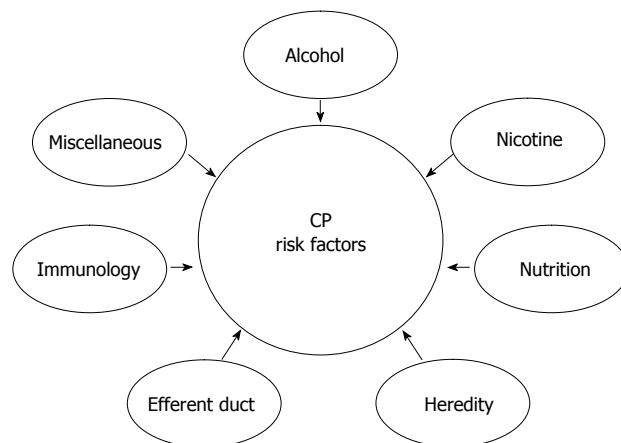 Alcohol
Miscellaneous
Nicotine
CP
risk factors
Immunology
Nutrition
Efferent duct
Heredity